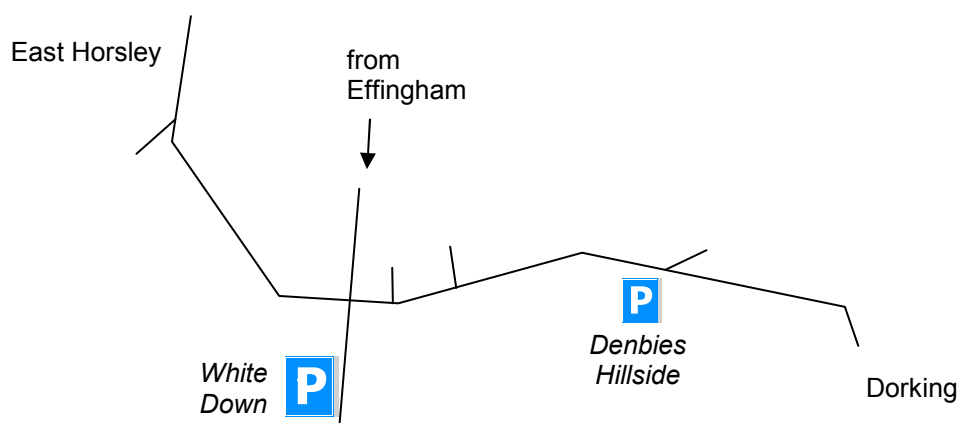 East Horsley
from
Effingham
P
Denbies
Hillside
White
Down
P
Dorking